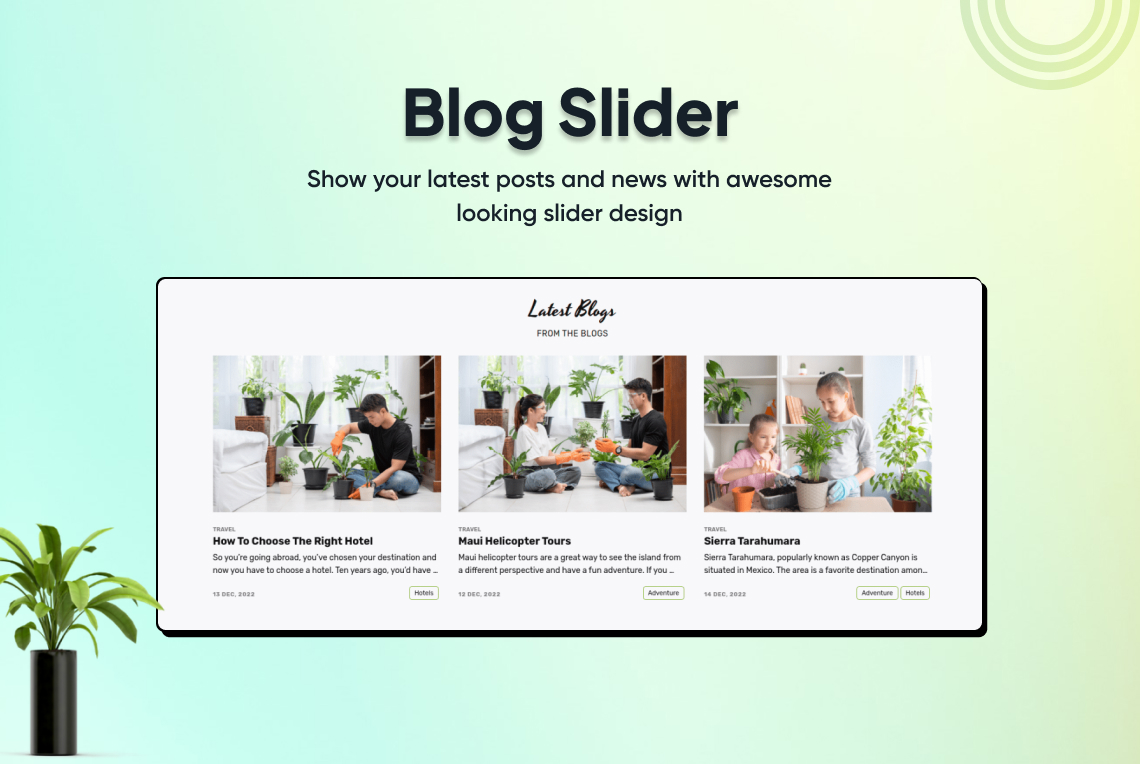 Blog Slider
Show your latest posts and news with awesome
looking slider design
Latest Blogs
FROM THE BLOGS
TRAVEL
How To Choose The Right Hotel
So you're going abroad, you've chosen your destination and
now you have to choose a hotel. Ten years ago, you'd have ...
13 DEC, 2022
Hotels
TRAVEL
Maui Helicopter Tours
Maui helicopter tours are a great way to see the island from
a different perspective and have a fun adventure. If you ...
12 DEC, 2022
Adventure
TRAVEL
Sierra Tarahumara
Sierra Tarahumara, popularly known as Copper Canyon is
situated in Mexico. The area is a favorite destination amon...
14 DEC, 2022
Adventure
Hotels